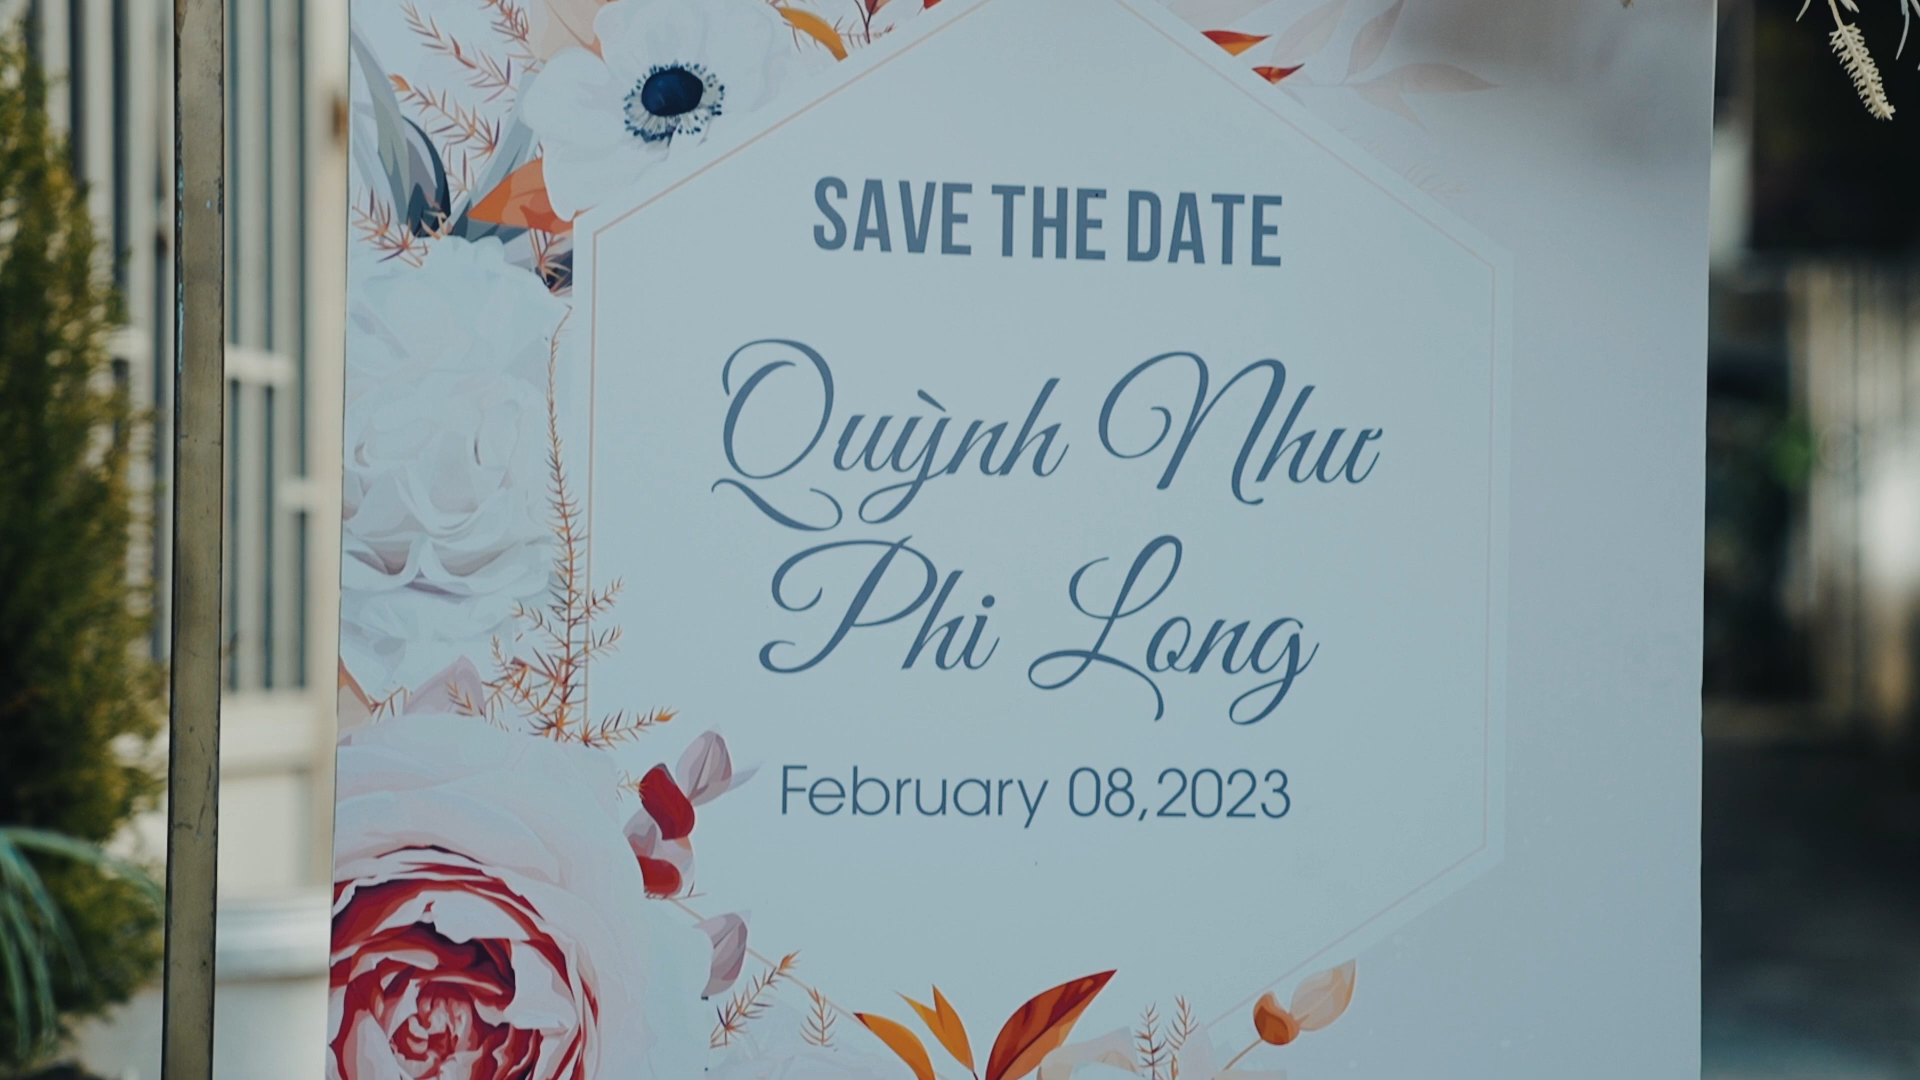 SAVE THE DATE
Quỳnh Như
Phi Long
February 08,2023